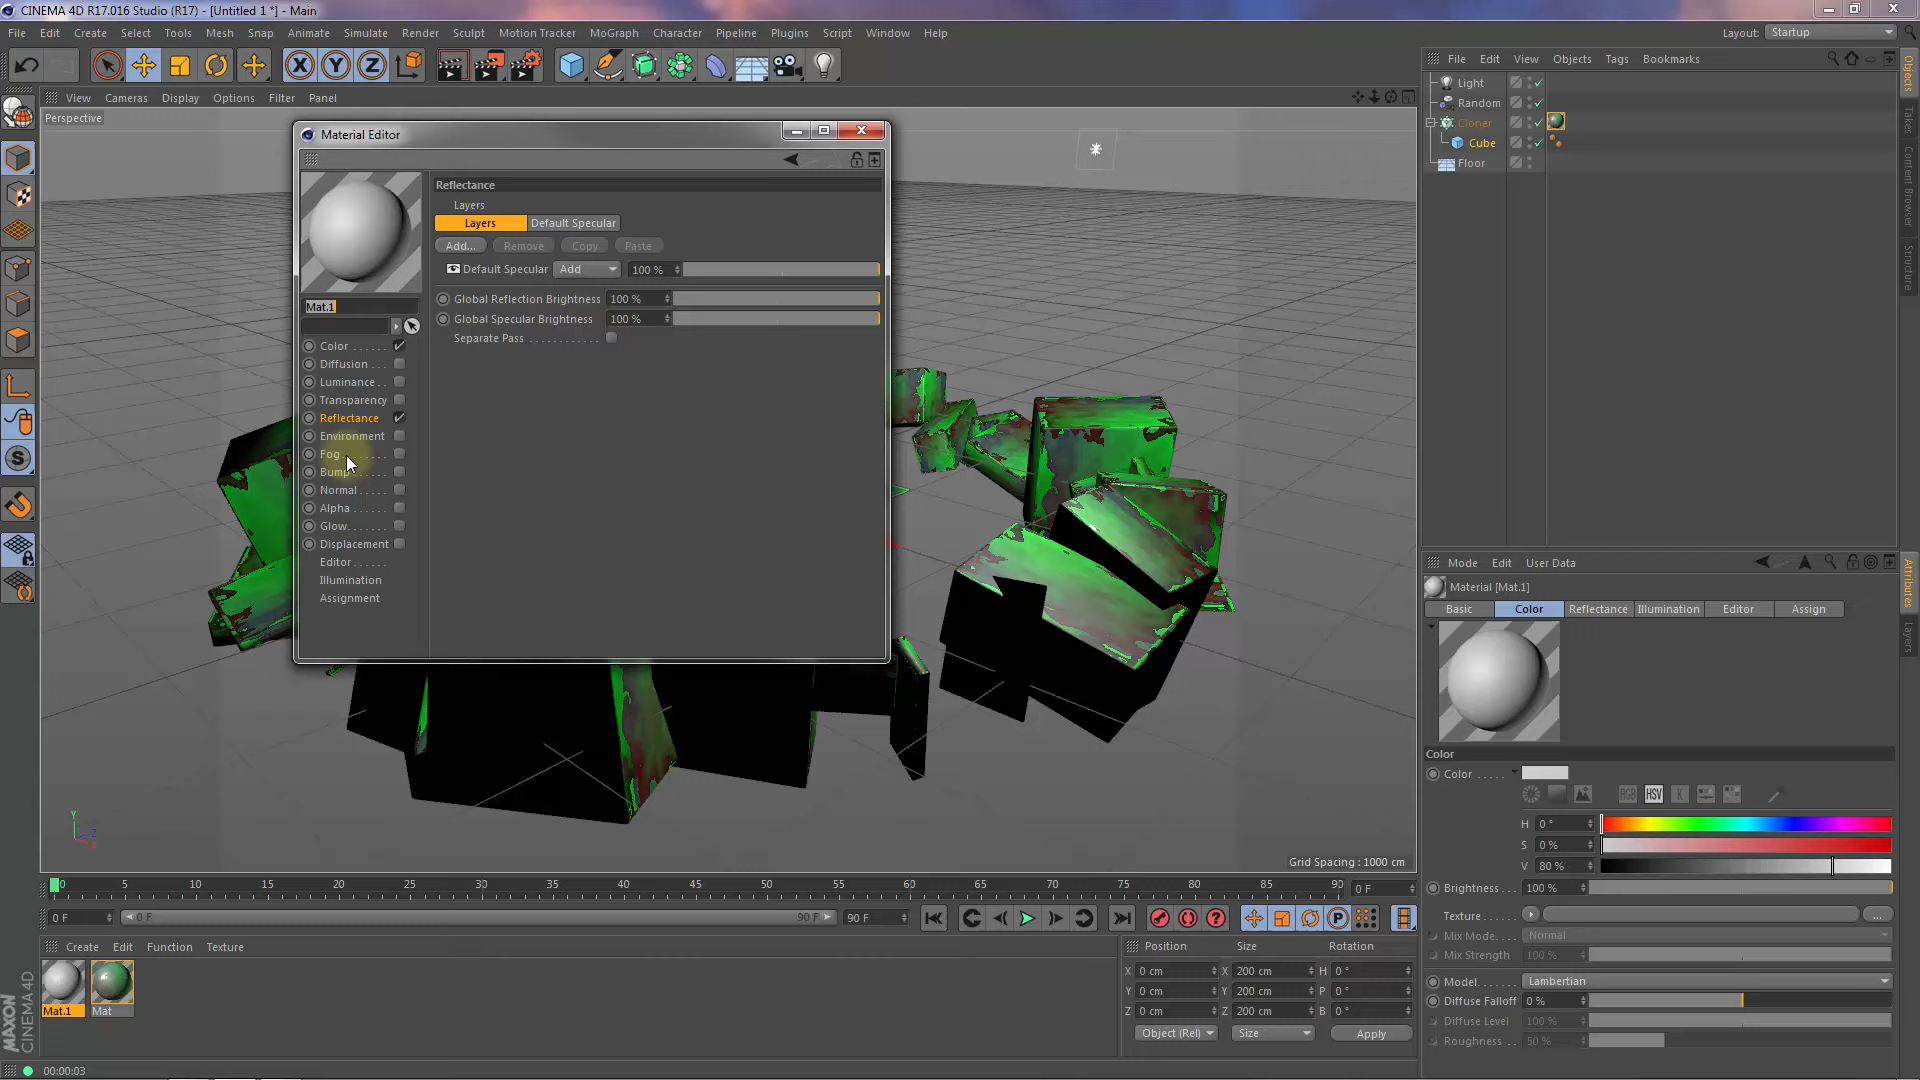 CINEMA 4D R17.016 Studio (R17) - [Untitled 1 *] - Main
File Edit Create Select Tools Mesh Snap Animate Simulate Render Sculpt Motion Tracker MoGraph Character Pipeline Plugins Script Window Help
Layout: Startup
X Y Z
View Cameras Display Options Filter Panel
Perspective
Material Editor
Reflectance
Layers
Layers Default Specular
Add... Remove Copy Paste
Default Specular Add 100 %
Global Reflection Brightness 100 %
Global Specular Brightness 100 %
Separate Pass
Mat.1
Color
Diffusion
Luminance
Transparency
Reflectance
Environment
Fog
Bump
Normal
Alpha
Glow
Displacement
Editor
Illumination
Assignment
Y
Z
X
Grid Spacing : 1000 cm
File Edit View Objects Tags Bookmarks
Light
Random
Cloner
Cube
Floor
Objects
Takes
Content Browser
Structure
Mode Edit User Data
Material [Mat.1]
Basic Color Reflectance Illumination Editor Assign
Attributes
Layers
Color
Color
RGB HSV K
H 0 °
S 0 %
V 80 %
Brightness 100 %
Texture ...
Mix Mode Normal
Mix Strength 100 %
Model Lambertian
Diffuse Falloff 0 %
Diffuse Level 100 %
Roughness 50 %
0 5 10 15 20 25 30 35 40 45 50 55 60 65 70 75 80 85 90 0 F
0 F 0 F 90 F 90 F
P
Create Edit Function Texture
Mat.1 Mat
Position Size Rotation
X 0 cm X 200 cm H 0 °
Y 0 cm Y 200 cm P 0 °
Z 0 cm Z 200 cm B 0 °
Object (Rel) Size Apply
MAXON
CINEMA 4D
00:00:03